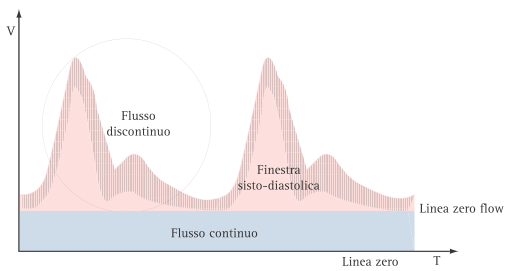 V
Flusso
discontinuo
Finestra
sisto-diastolica
Linea zero flow
Flusso continuo
Linea zero
T